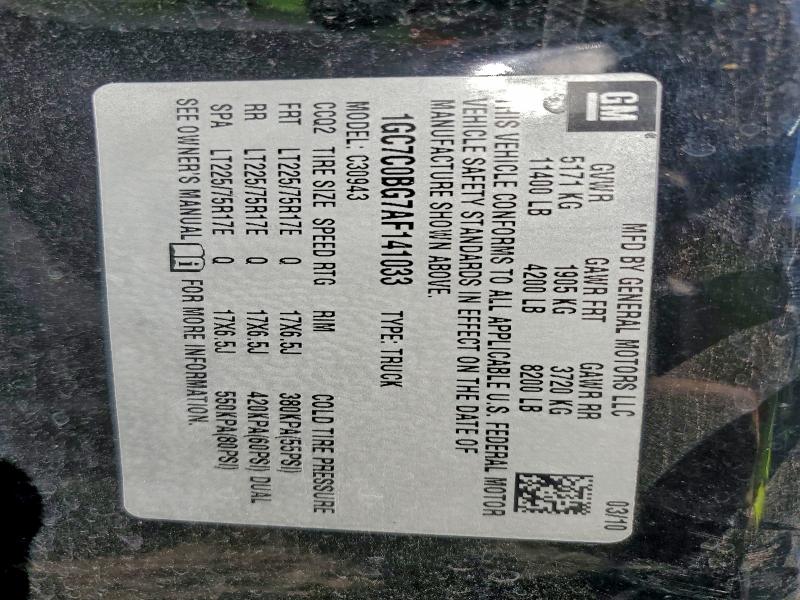 GM
MFD BY GENERAL MOTORS LLC 03/10
GVWR GAWR FRT GAWR RR
5171 KG 1905 KG 3720 KG
11400 LB 4200 LB 8200 LB
THIS VEHICLE CONFORMS TO ALL APPLICABLE U.S. FEDERAL MOTOR
VEHICLE SAFETY STANDARDS IN EFFECT ON THE DATE OF
MANUFACTURE SHOWN ABOVE.
1GC7C0BG7AF141033 TYPE: TRUCK
MODEL: C30943
CCQ2 TIRE SIZE SPEED RTG RIM COLD TIRE PRESSURE
FRT LT225/75R17E Q 17X6.5J 380KPA(55PSI)
RR LT225/75R17E Q 17X6.5J 420KPA(60PSI) DUAL
SPA LT225/75R17E Q 17X6.5J 550KPA(80PSI)
SEE OWNER'S MANUAL i FOR MORE INFORMATION.